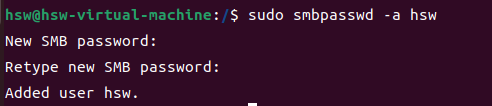 hsw@hsw-virtual-machine:/$ sudo smbpasswd -a hsw
New SMB password:
Retype new SMB password:
Added user hsw.